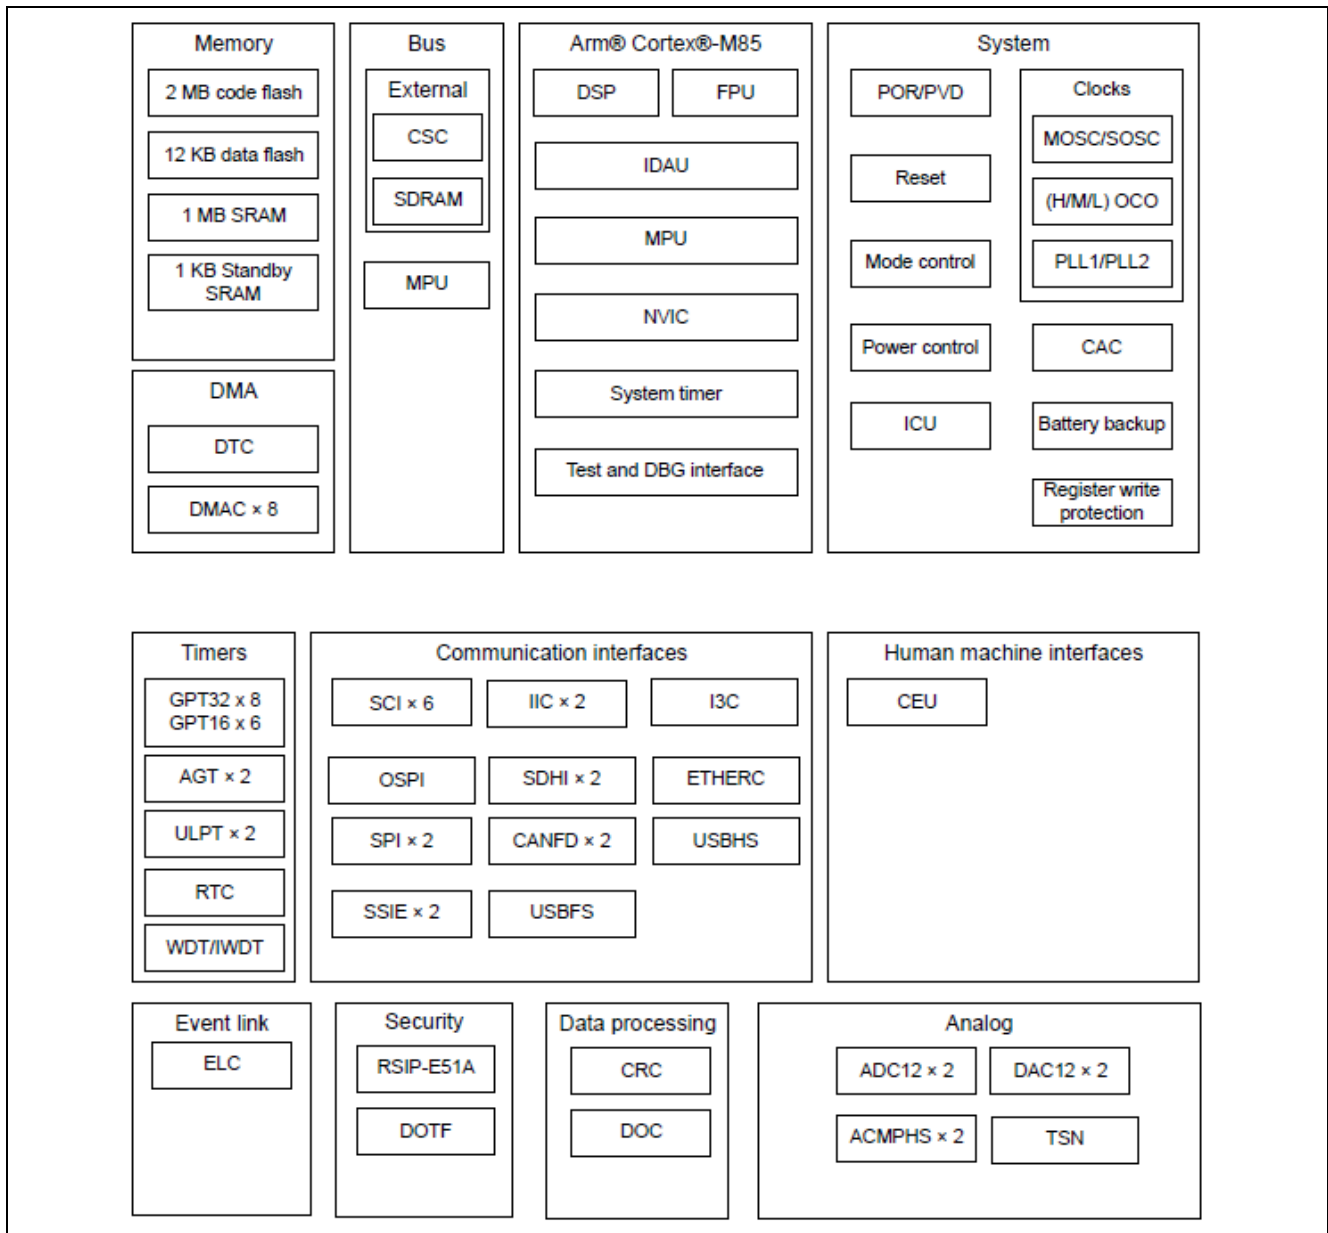 Memory
2 MB code flash
12 KB data flash
1 MB SRAM
1 KB Standby
SRAM
DMA
DTC
DMAC × 8
Bus
External
CSC
SDRAM
MPU
Arm® Cortex®-M85
DSP
FPU
IDAU
MPU
NVIC
System timer
Test and DBG interface
System
POR/PVD
Reset
Mode control
Power control
ICU
Clocks
MOSC/SOSC
(H/M/L) OCO
PLL1/PLL2
CAC
Battery backup
Register write
protection
Timers
GPT32 x 8
GPT16 x 6
AGT × 2
ULPT × 2
RTC
WDT/IWDT
Communication interfaces
SCI × 6
IIC × 2
I3C
OSPI
SDHI × 2
ETHERC
SPI × 2
CANFD × 2
USBHS
SSIE × 2
USBFS
Human machine interfaces
CEU
Event link
ELC
Security
RSIP-E51A
DOTF
Data processing
CRC
DOC
Analog
ADC12 × 2
DAC12 × 2
ACMPHS × 2
TSN